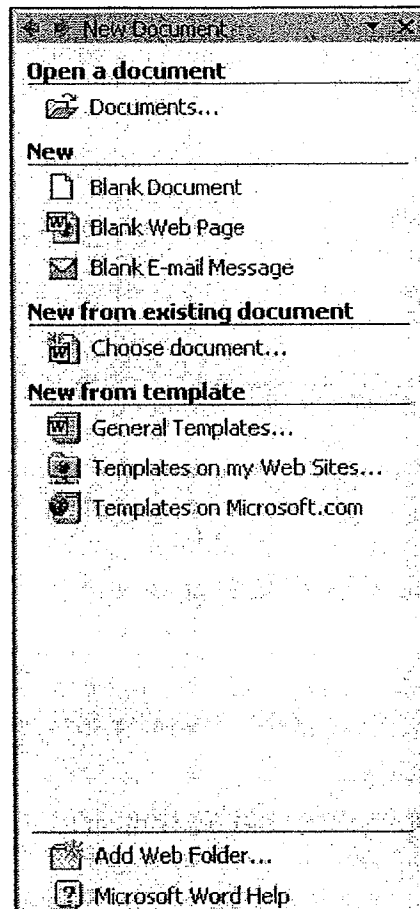 New Document
Open a document
Documents...
New
Blank Document
Blank Web Page
Blank E-mail Message
New from existing document
Choose document...
New from template
General Templates...
Templates on my Web Sites...
Templates on Microsoft.com
Add Web Folder...
Microsoft Word Help